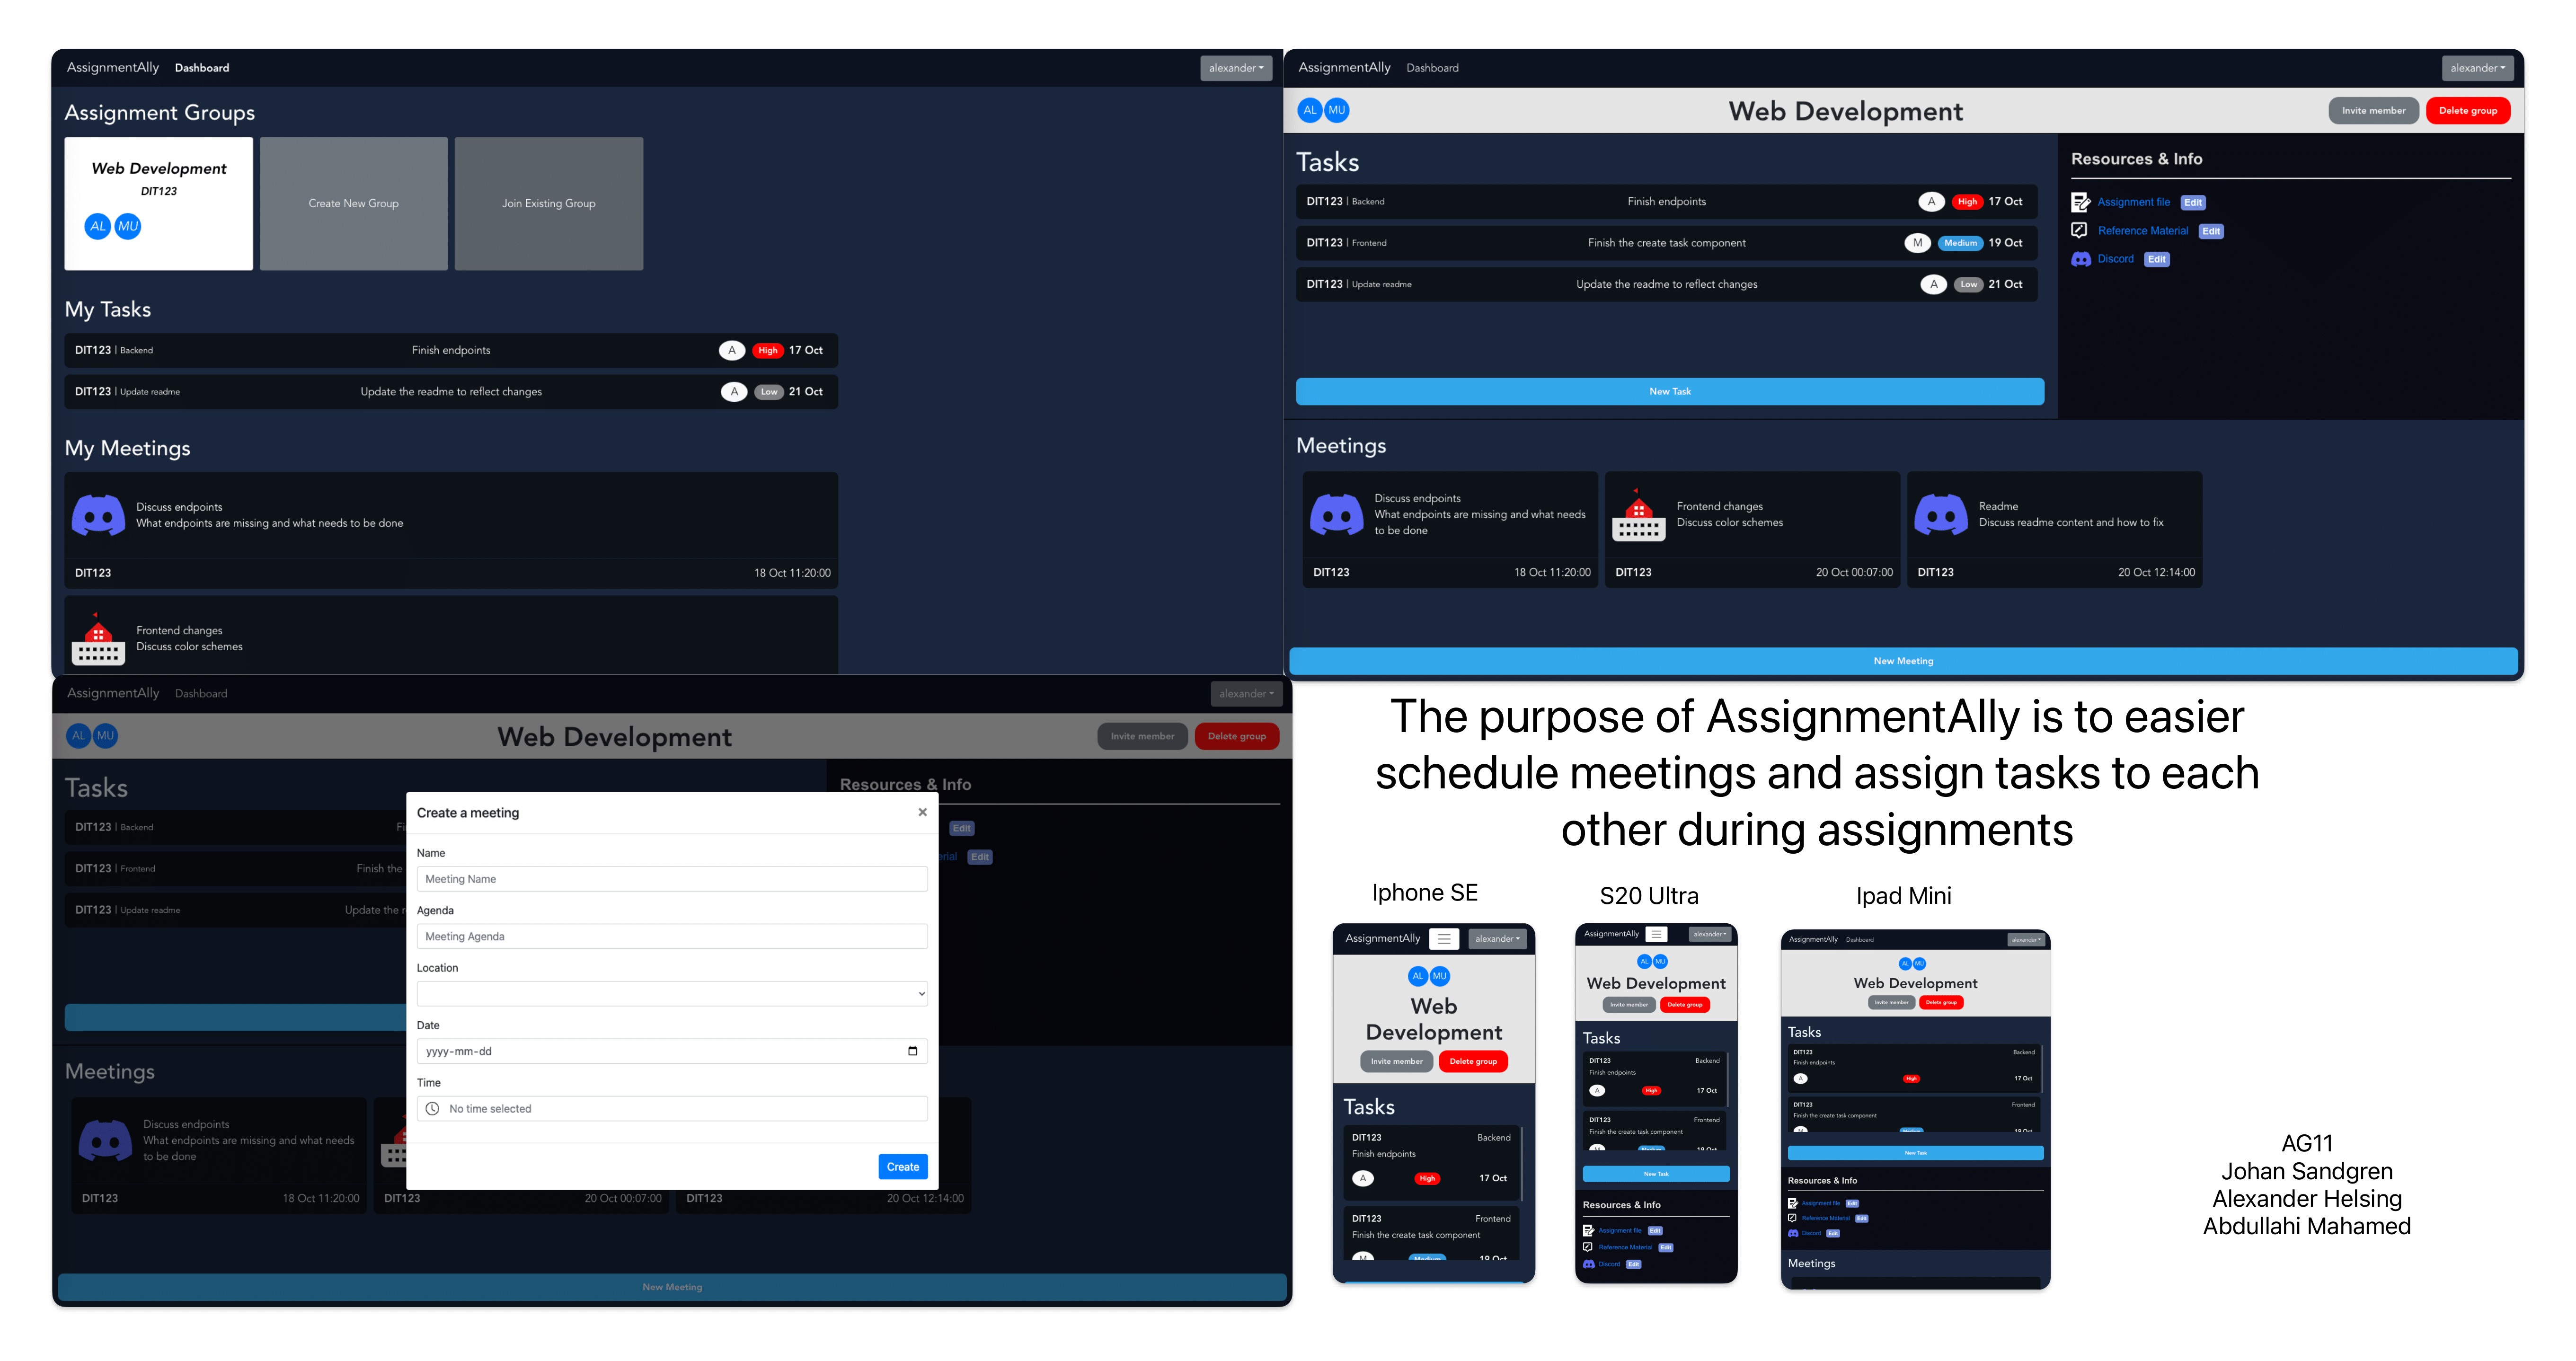 AssignmentAlly Dashboard alexander
Assignment Groups
Web Development
DIT123
AL MU
Create New Group
Join Existing Group
My Tasks
DIT123 | Backend Finish endpoints A High 17 Oct
DIT123 | Update readme Update the readme to reflect changes A Low 21 Oct
My Meetings
Discuss endpoints
What endpoints are missing and what needs to be done
DIT123 18 Oct 11:20:00
Frontend changes
Discuss color schemes
AssignmentAlly Dashboard alexander
AL MU Web Development Invite member Delete group
Tasks
DIT123 | Backend Finish endpoints A High 17 Oct
DIT123 | Frontend Finish the create task component M Medium 19 Oct
DIT123 | Update readme Update the readme to reflect changes A Low 21 Oct
New Task
Resources & Info
Assignment file Edit
Reference Material Edit
Discord Edit
Meetings
Discuss endpoints
What endpoints are missing and what needs
to be done
DIT123 18 Oct 11:20:00
Frontend changes
Discuss color schemes
DIT123 20 Oct 00:07:00
Readme
Discuss readme content and how to fix
DIT123 20 Oct 12:14:00
New Meeting
AssignmentAlly Dashboard alexander
AL MU Web Development Invite member Delete group
Tasks
DIT123 | Backend Fi
DIT123 | Frontend Finish the
DIT123 | Update readme Update the r
Resources & Info
Edit
erial Edit
Create a meeting ×
Name
Meeting Name
Agenda
Meeting Agenda
Location
Date
yyyy-mm-dd
Time
No time selected
Create
Meetings
Discuss endpoints
What endpoints are missing and what needs
to be done
DIT123 18 Oct 11:20:00
DIT123 20 Oct 00:07:00
DIT123 20 Oct 12:14:00
New Meeting
The purpose of AssignmentAlly is to easier
schedule meetings and assign tasks to each
other during assignments
Iphone SE
AssignmentAlly alexander
AL MU
Web
Development
Invite member Delete group
Tasks
DIT123 Backend
Finish endpoints
A High 17 Oct
DIT123 Frontend
Finish the create task component
M Medium 19 Oct
S20 Ultra
AssignmentAlly alexander
AL MU
Web Development
Invite member Delete group
Tasks
DIT123 Backend
Finish endpoints
A High 17 Oct
DIT123 Frontend
Finish the create task component
M Medium 19 Oct
New Task
Resources & Info
Assignment file Edit
Reference Material Edit
Discord Edit
Ipad Mini
AssignmentAlly Dashboard alexander
AL MU
Web Development
Invite member Delete group
Tasks
DIT123 Backend
Finish endpoints
A High 17 Oct
DIT123 Frontend
Finish the create task component
M Medium 19 Oct
New Task
Resources & Info
Assignment file Edit
Reference Material Edit
Discord Edit
Meetings
AG11
Johan Sandgren
Alexander Helsing
Abdullahi Mahamed